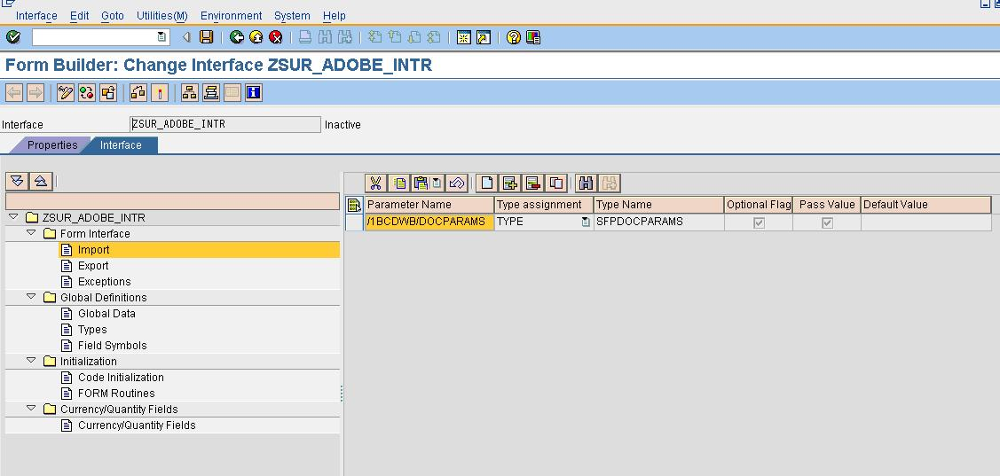 Interface Edit Goto Utilities(M) Environment System Help
Form Builder: Change Interface ZSUR_ADOBE_INTR
Interface ZSUR_ADOBE_INTR Inactive
Properties Interface
Parameter Name Type assignment Type Name Optional Flag Pass Value Default Value
/1BCDWB/DOCPARAMS TYPE SFPDOCPARAMS
ZSUR_ADOBE_INTR
Form Interface
Import
Export
Exceptions
Global Definitions
Global Data
Types
Field Symbols
Initialization
Code Initialization
FORM Routines
Currency/Quantity Fields
Currency/Quantity Fields